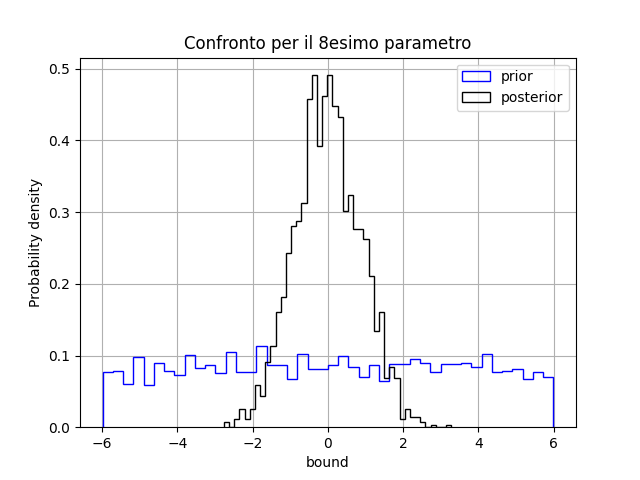 Confronto per il 8esimo parametro
prior
posterior
0.5
0.4
0.3
0.2
0.1
0.0
Probability density
−6
−4
−2
0
2
4
6
bound